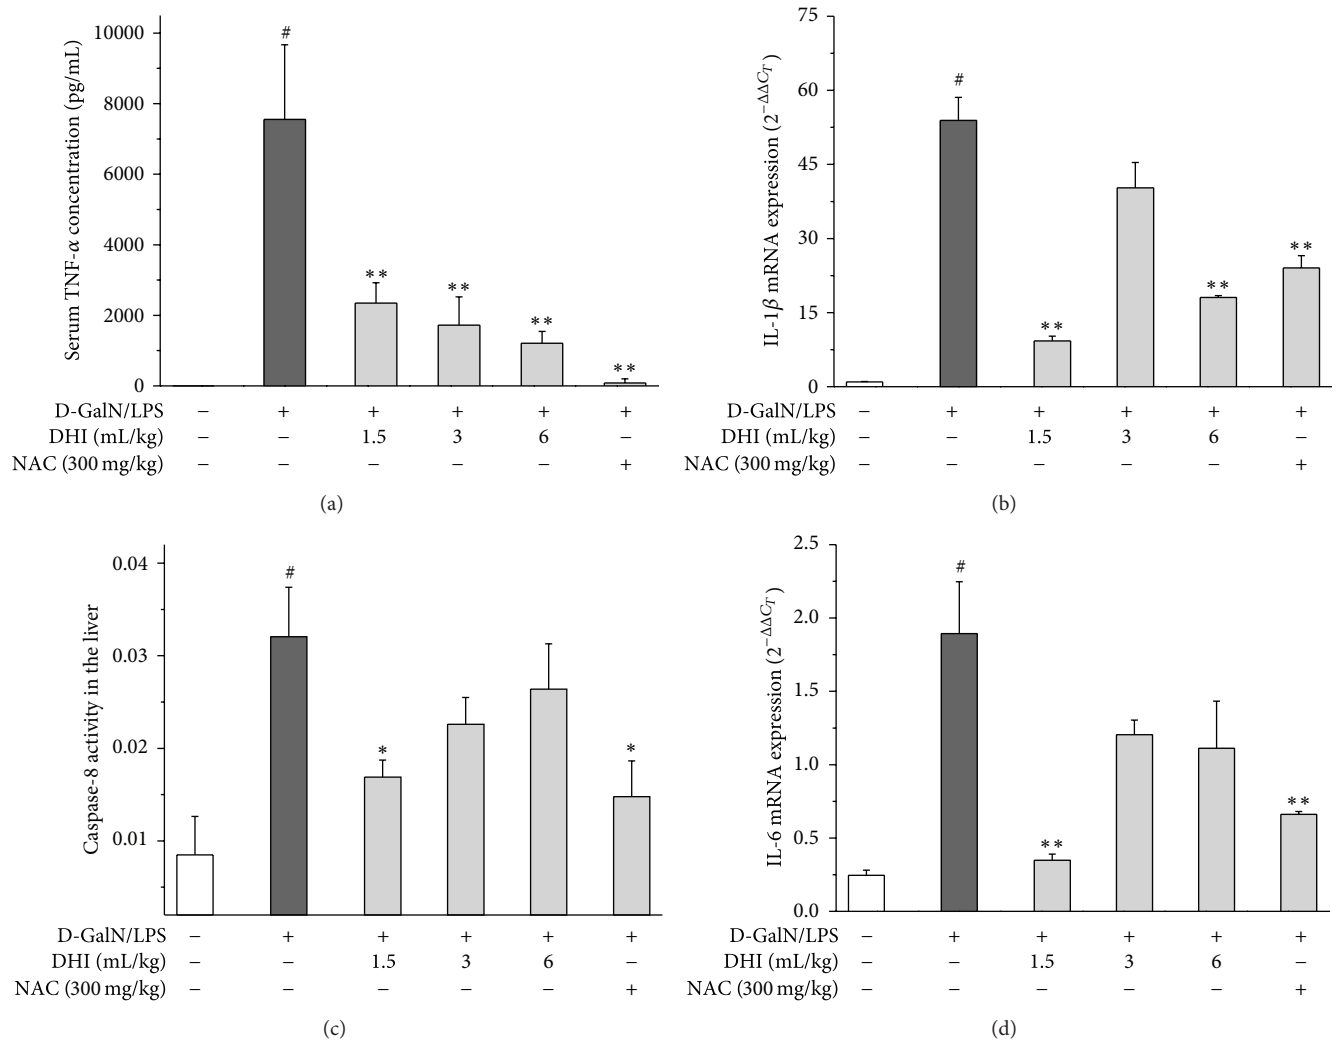 Serum TNF-α concentration (pg/mL)
10000
8000
6000
4000
2000
0
#
**
**
**
**
D-GalN/LPS − + + + + +
DHI (mL/kg) − − 1.5 3 6 −
NAC (300 mg/kg) − − − − − +
(a)
IL-1β mRNA expression (2^−ΔΔC_T)
75
60
45
30
15
0
#
**
**
**
D-GalN/LPS − + + + + +
DHI (mL/kg) − − 1.5 3 6 −
NAC (300 mg/kg) − − − − − +
(b)
Caspase-8 activity in the liver
0.04
0.03
0.02
0.01
#
*
*
D-GalN/LPS − + + + + +
DHI (mL/kg) − − 1.5 3 6 −
NAC (300 mg/kg) − − − − − +
(c)
IL-6 mRNA expression (2^−ΔΔC_T)
2.5
2.0
1.5
1.0
0.5
0.0
#
**
**
D-GalN/LPS − + + + + +
DHI (mL/kg) − − 1.5 3 6 −
NAC (300 mg/kg) − − − − − +
(d)